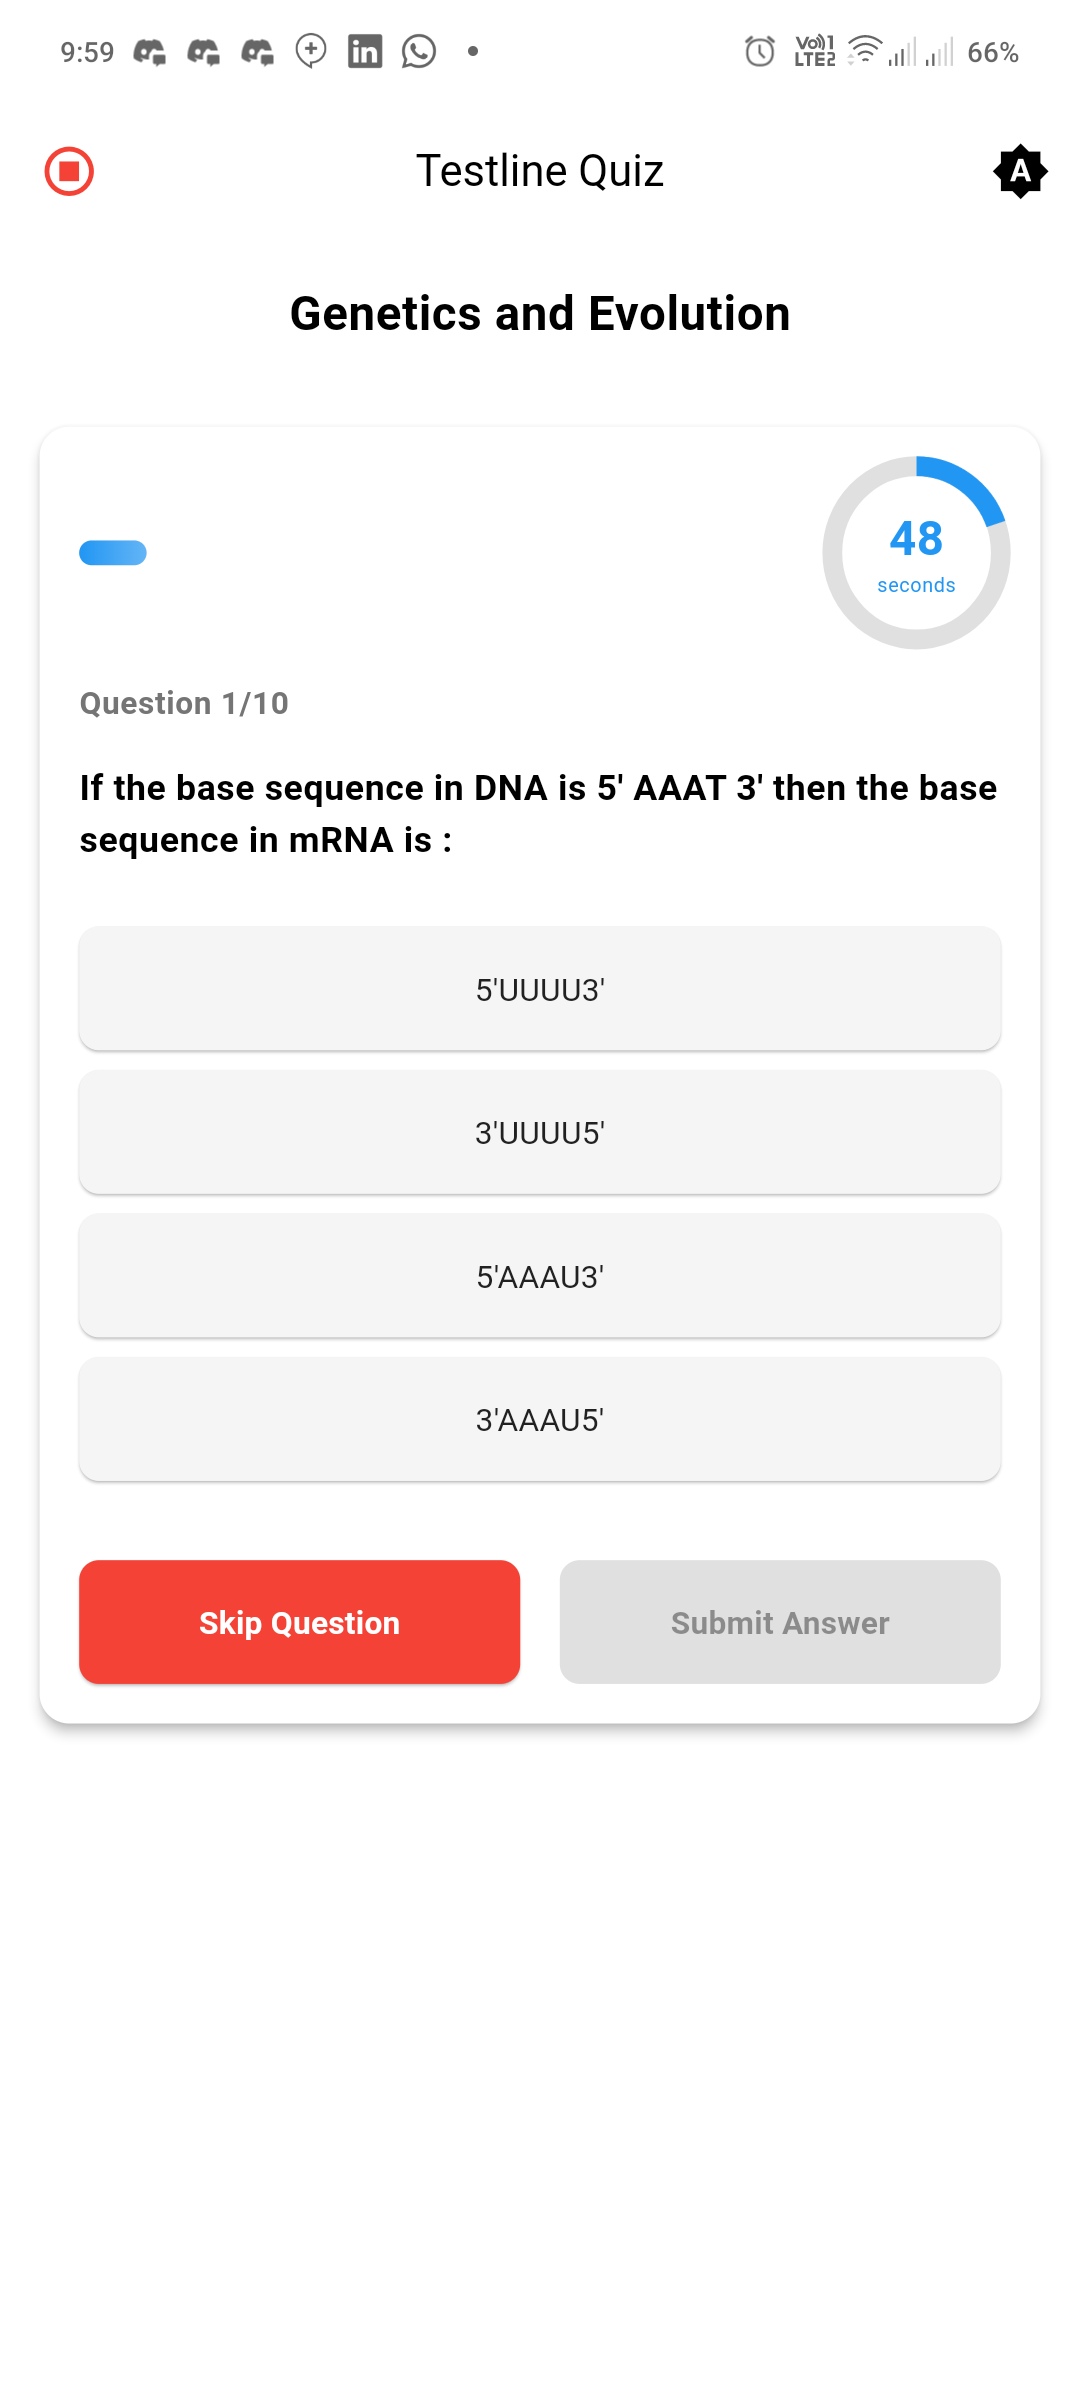 9:59
Vo))1 LTE2
66%
Testline Quiz
A
Genetics and Evolution
48
seconds
Question 1/10
If the base sequence in DNA is 5' AAAT 3' then the base
sequence in mRNA is :
5'UUUU3'
3'UUUU5'
5'AAAU3'
3'AAAU5'
Skip Question
Submit Answer